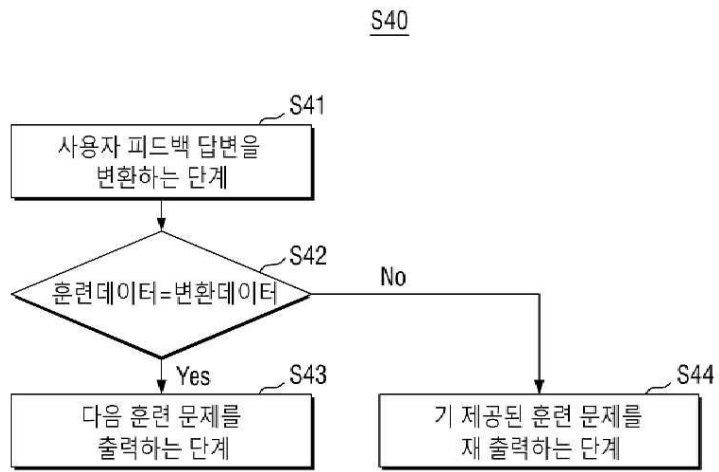 S40
S41
사용자 피드백 답변을
변환하는 단계
S42
훈련데이터=변환데이터
No
Yes
S43
다음 훈련 문제를
출력하는 단계
S44
기 제공된 훈련 문제를
재 출력하는 단계